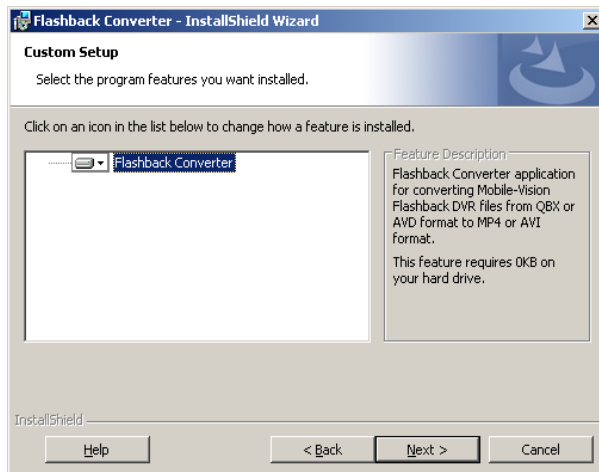 Flashback Converter - InstallShield Wizard
Custom Setup
Select the program features you want installed.
Click on an icon in the list below to change how a feature is installed.
Flashback Converter
Feature Description
Flashback Converter application
for converting Mobile-Vision
Flashback DVR files from QBX or
AVD format to MP4 or AVI
format.
This feature requires 0KB on
your hard drive.
InstallShield
Help
< Back
Next >
Cancel